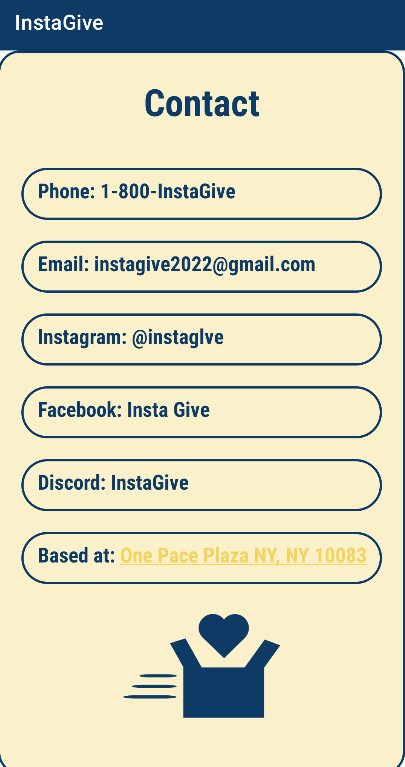 InstaGive
Contact
Phone: 1-800-InstaGive
Email: instagive2022@gmail.com
Instagram: @instaglve
Facebook: Insta Give
Discord: InstaGive
Based at: One Pace Plaza NY, NY 10083